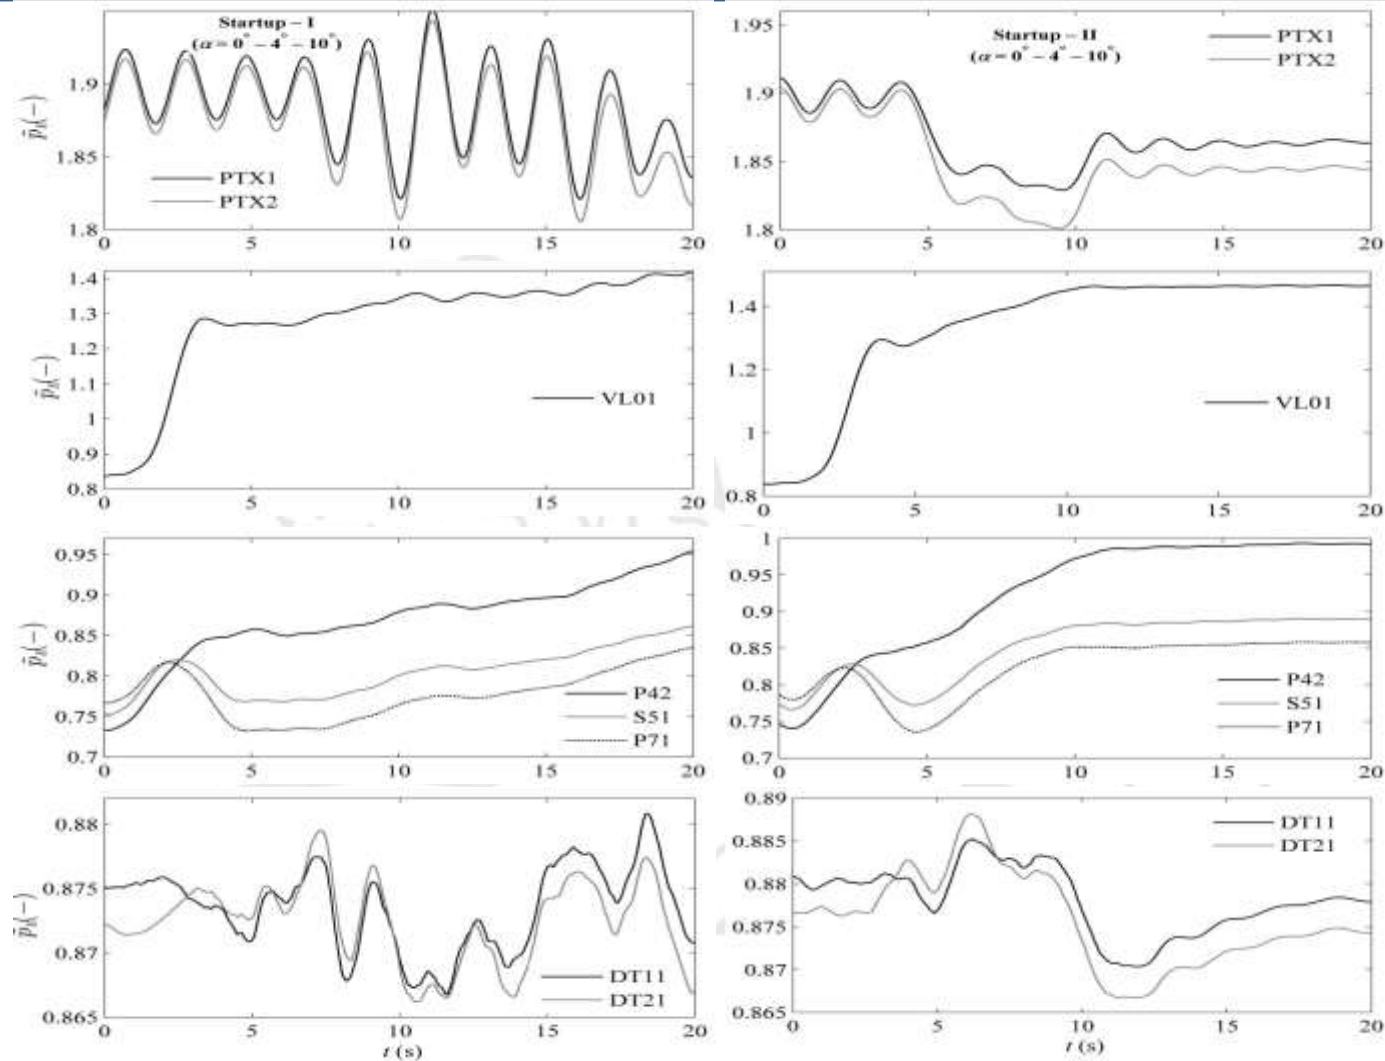 Startup – I
(α = 0° – 4° – 10°)
1.9
1.85
1.8
p̃h(–)
PTX1
PTX2
0 5 10 15 20
Startup – II
(α = 0° – 4° – 10°)
1.95
1.9
1.85
1.8
PTX1
PTX2
0 5 10 15 20
1.4
1.3
1.2
1.1
1
0.9
0.8
p̃h(–)
VL01
0 5 10 15 20
1.4
1.2
1
0.8
VL01
0 5 10 15 20
0.95
0.9
0.85
0.8
0.75
0.7
p̃h(–)
P42
S51
P71
0 5 10 15 20
1
0.95
0.9
0.85
0.8
0.75
0.7
P42
S51
P71
0 5 10 15 20
0.88
0.875
0.87
0.865
p̃h(–)
DT11
DT21
0 5 10 15 20
t (s)
0.89
0.885
0.88
0.875
0.87
0.865
DT11
DT21
0 5 10 15 20
t (s)